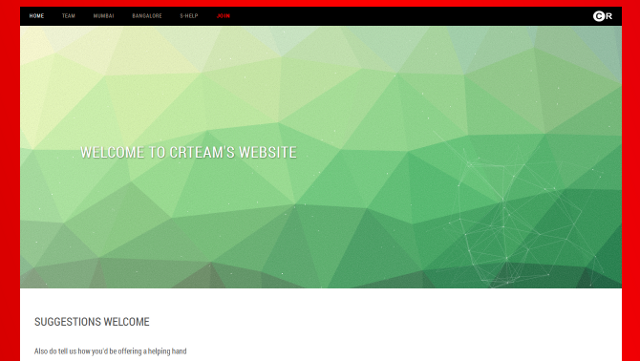 HOME TEAM MUMBAI BANGALORE S-HELP CR
WELCOME TO CRTEAM'S WEBSITE
SUGGESTIONS WELCOME
Also do tell us how you'd be offering a helping hand